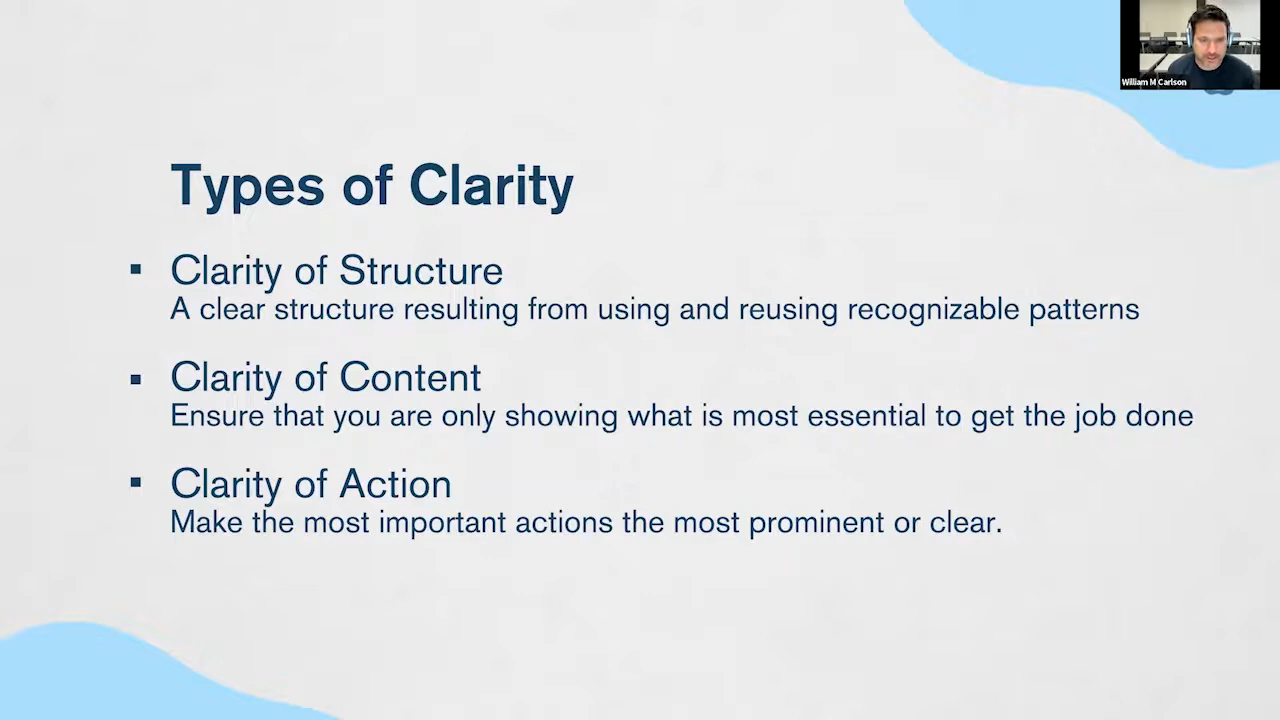 William M Carlson
Types of Clarity
▪ Clarity of Structure
A clear structure resulting from using and reusing recognizable patterns
▪ Clarity of Content
Ensure that you are only showing what is most essential to get the job done
▪ Clarity of Action
Make the most important actions the most prominent or clear.